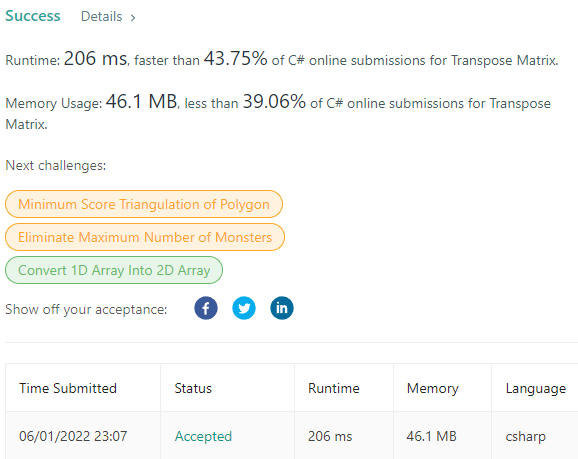 Success Details >
Runtime: 206 ms, faster than 43.75% of C# online submissions for Transpose Matrix.
Memory Usage: 46.1 MB, less than 39.06% of C# online submissions for Transpose
Matrix.
Next challenges:
Minimum Score Triangulation of Polygon
Eliminate Maximum Number of Monsters
Convert 1D Array Into 2D Array
Show off your acceptance: f in
Time Submitted Status Runtime Memory Language
06/01/2022 23:07 Accepted 206 ms 46.1 MB csharp